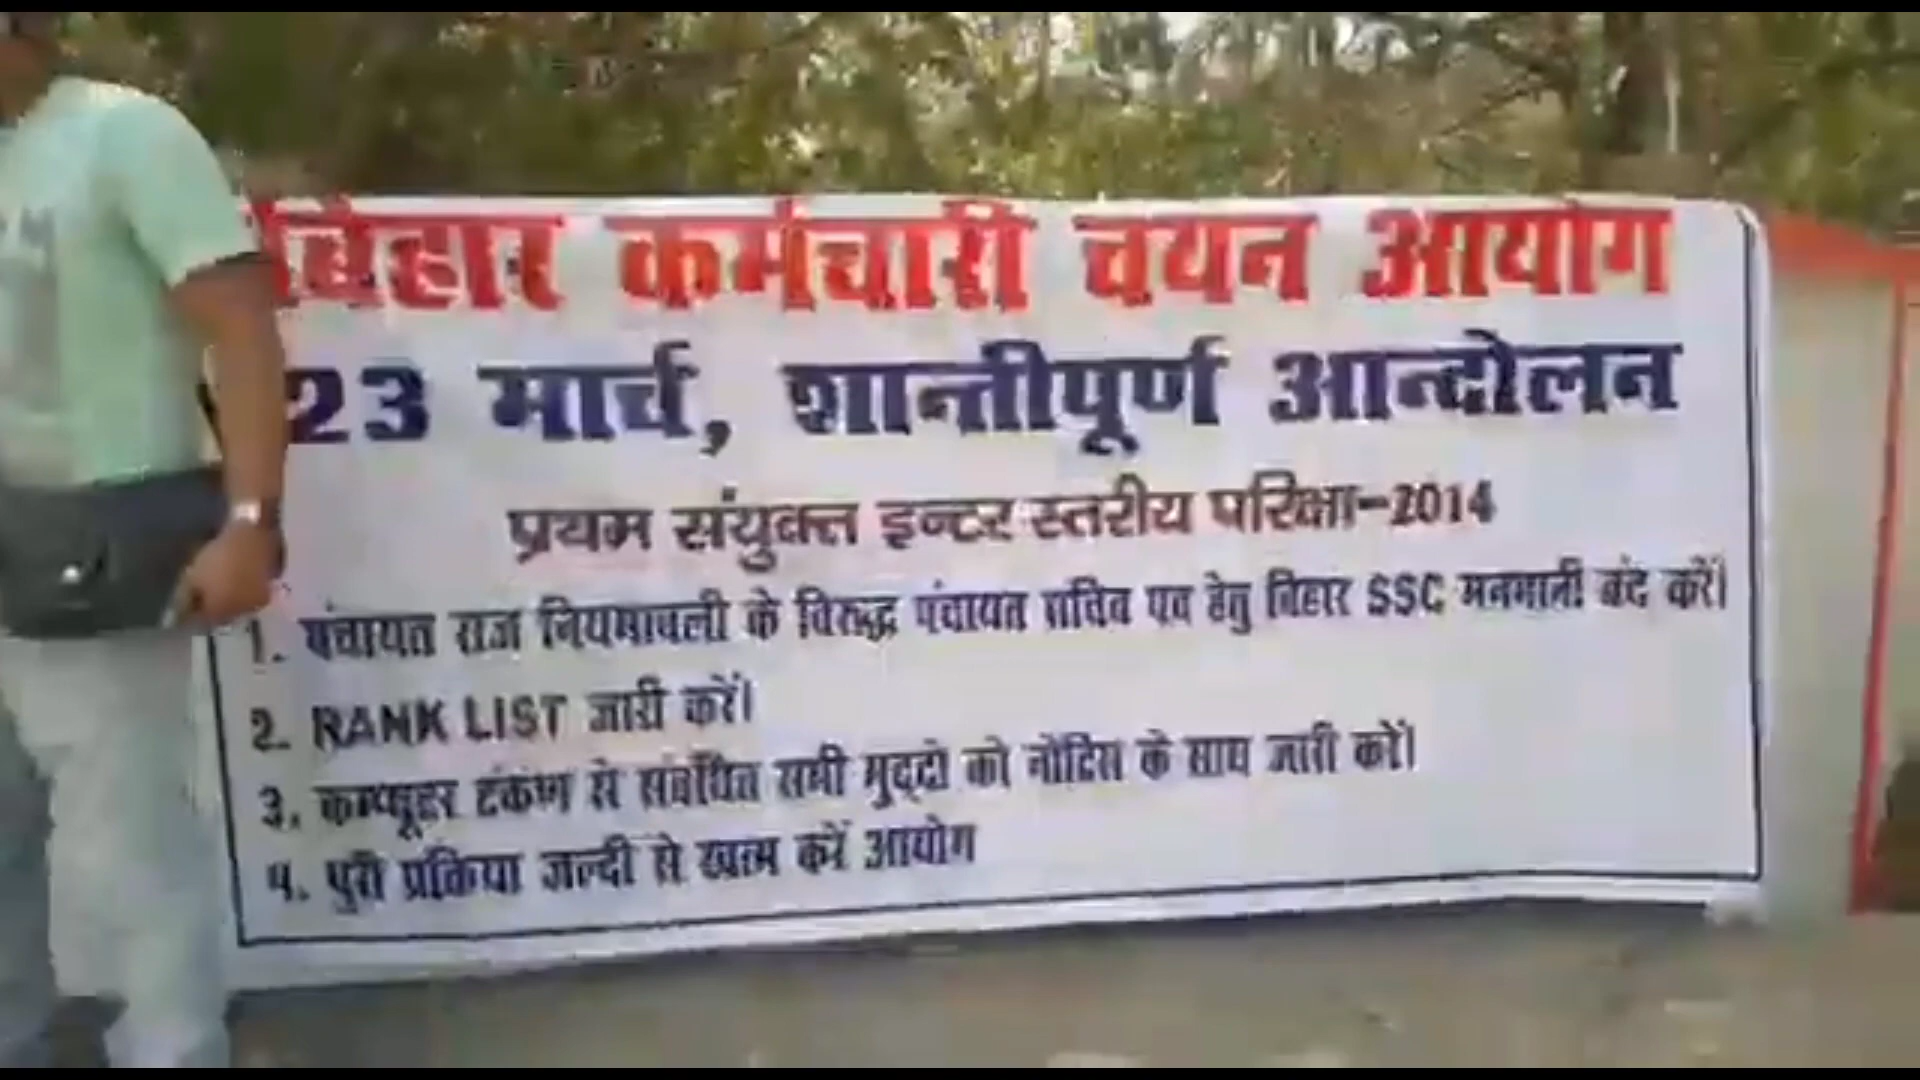 बिहार कर्मचारी चयन आयोग
23 मार्च, शान्तीपूर्ण आन्दोलन
प्रथम संयुक्त इन्टर स्तरीय परिक्षा-2014
1. पंचायत राज नियमावली के विरुद्ध पंचायत सचिव पद हेतु बिहार SSC मनमानी बंद करें।
2. RANK LIST जारी करें।
3. कम्प्यूटर टंकण से संबंधित सभी मुद्दो को नोटिस के साथ जारी करें।
4. पुरी प्रक्रिया जल्दी से खत्म करें आयोग